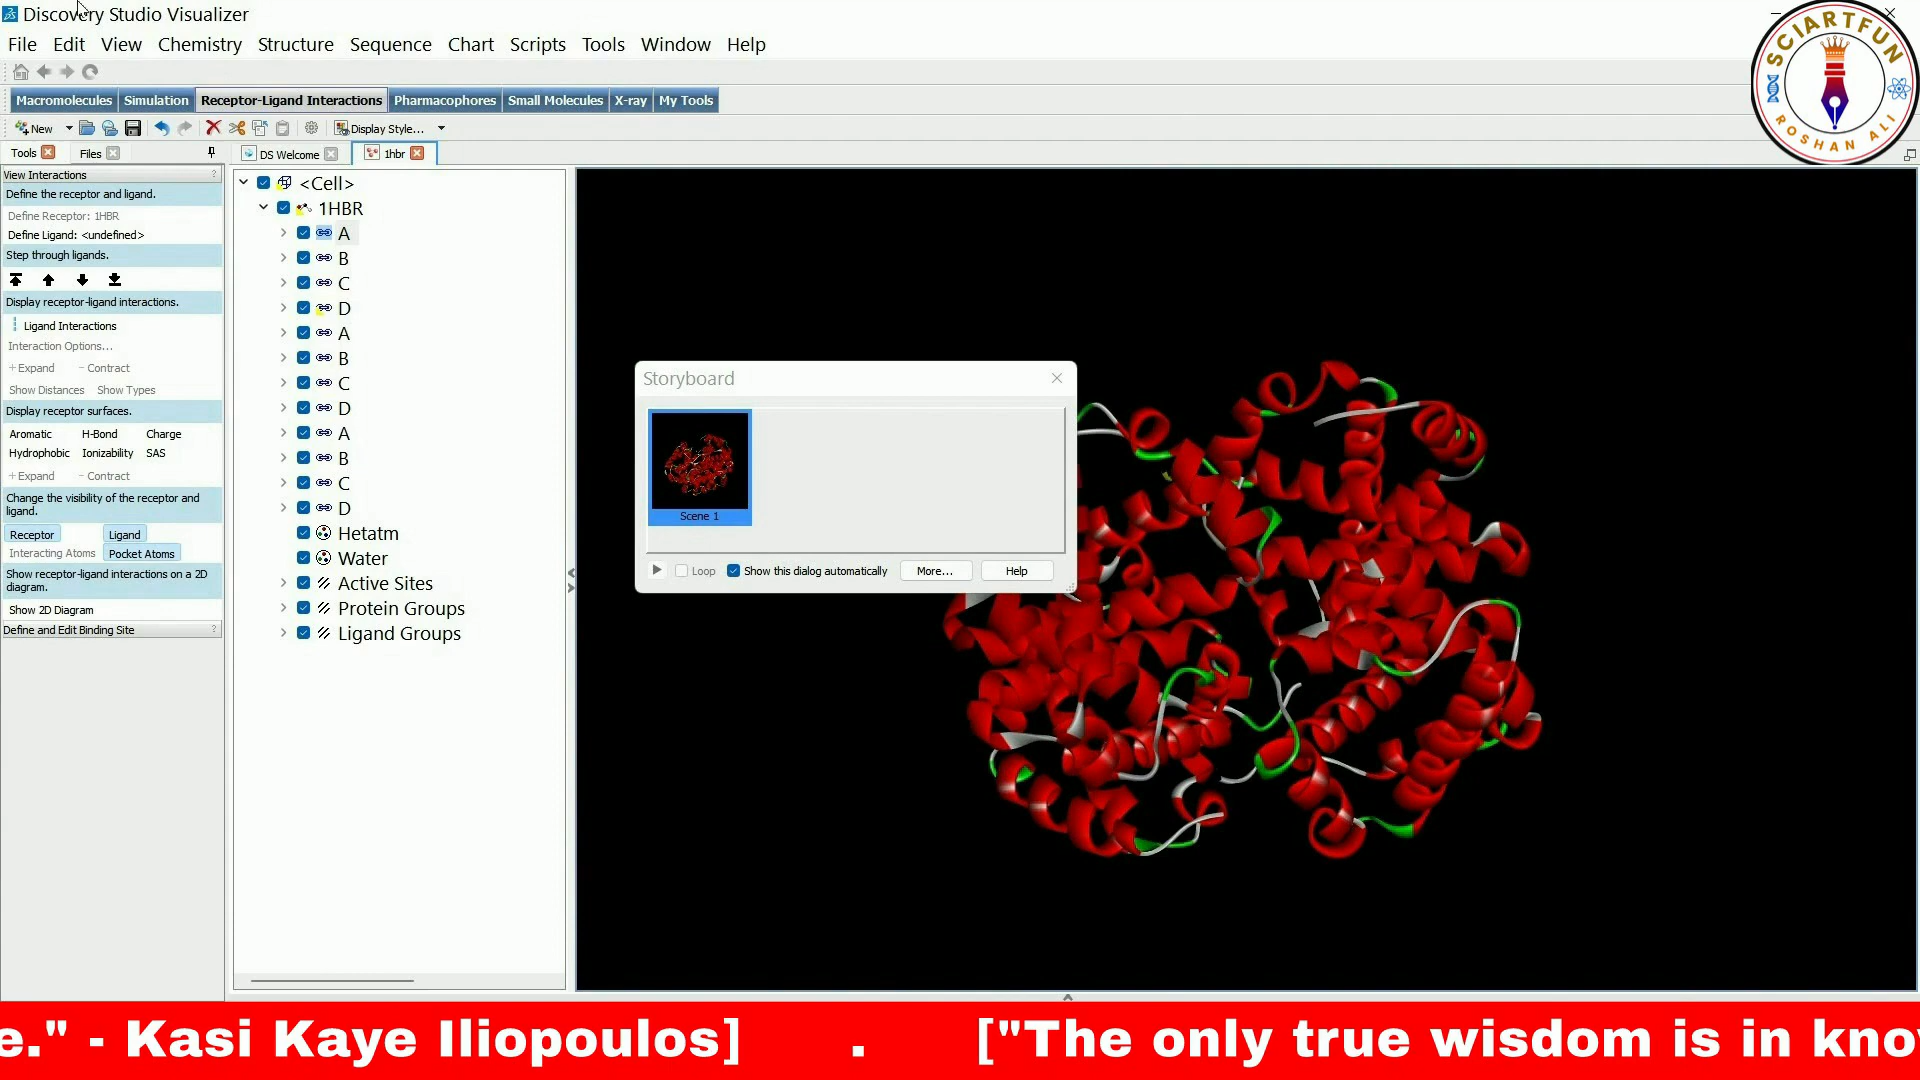 Discovery Studio Visualizer
File Edit View Chemistry Structure Sequence Chart Scripts Tools Window Help
Macromolecules Simulation Receptor-Ligand Interactions Pharmacophores Small Molecules X-ray My Tools
New Display Style...
Tools Files DS Welcome 1hbr
View Interactions ?
Define the receptor and ligand.
Define Receptor: 1HBR
Define Ligand: <undefined>
Step through ligands.
Display receptor-ligand interactions.
Ligand Interactions
Interaction Options...
+ Expand - Contract
Show Distances Show Types
Display receptor surfaces.
Aromatic H-Bond Charge
Hydrophobic Ionizability SAS
+ Expand - Contract
Change the visibility of the receptor and
ligand.
Receptor Ligand
Interacting Atoms Pocket Atoms
Show receptor-ligand interactions on a 2D
diagram.
Show 2D Diagram
Define and Edit Binding Site ?
<Cell>
1HBR
A
B
C
D
A
B
C
D
A
B
C
D
Hetatm
Water
Active Sites
Protein Groups
Ligand Groups
Storyboard
Scene 1
Loop Show this dialog automatically More... Help
SCIARTFUN
ROSHAN ALI
e." - Kasi Kaye Iliopoulos] . ["The only true wisdom is in kno